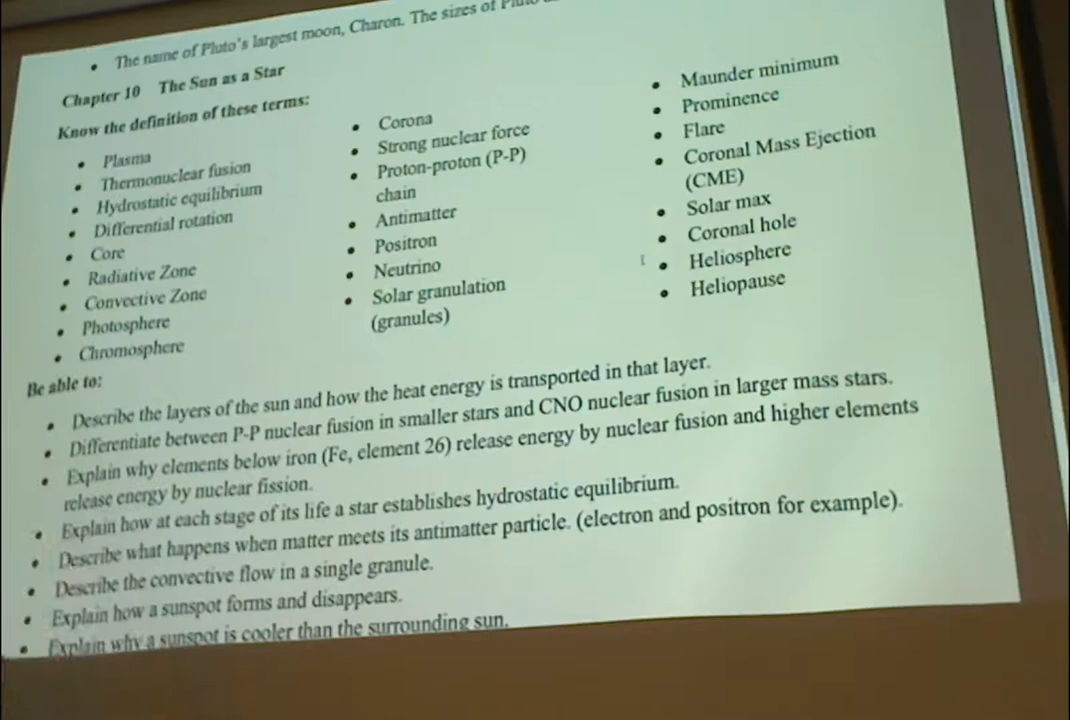 • The name of Pluto's largest moon, Charon. The sizes of Pluto
Chapter 10 The Sun as a Star
Know the definition of these terms:
• Plasma
• Thermonuclear fusion
• Hydrostatic equilibrium
• Differential rotation
• Core
• Radiative Zone
• Convective Zone
• Photosphere
• Chromosphere
• Corona
• Strong nuclear force
• Proton-proton (P-P)
chain
• Antimatter
• Positron
• Neutrino
• Solar granulation
(granules)
• Maunder minimum
• Prominence
• Flare
• Coronal Mass Ejection
(CME)
• Solar max
• Coronal hole
• Heliosphere
• Heliopause
Be able to:
• Describe the layers of the sun and how the heat energy is transported in that layer.
• Differentiate between P-P nuclear fusion in smaller stars and CNO nuclear fusion in larger mass stars.
• Explain why elements below iron (Fe, element 26) release energy by nuclear fusion and higher elements
release energy by nuclear fission.
• Explain how at each stage of its life a star establishes hydrostatic equilibrium.
• Describe what happens when matter meets its antimatter particle. (electron and positron for example).
• Describe the convective flow in a single granule.
• Explain how a sunspot forms and disappears.
• Explain why a sunspot is cooler than the surrounding sun.